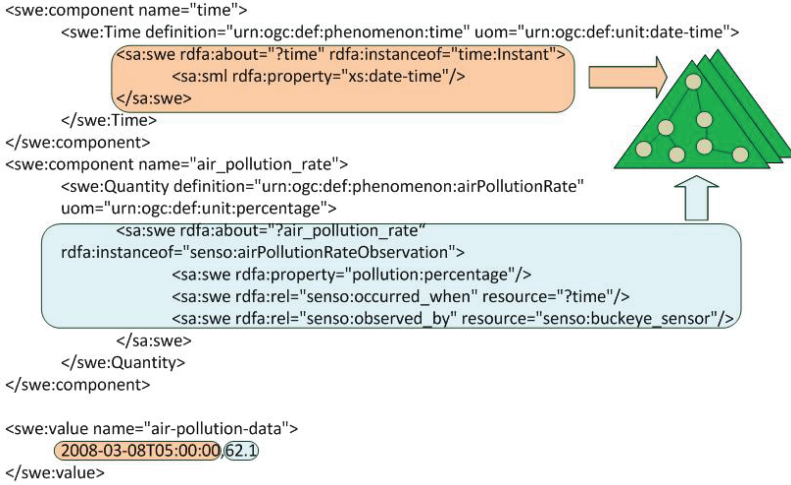 <swe:component name="time">
<swe:Time definition="urn:ogc:def:phenomenon:time" uom="urn:ogc:def:unit:date-time">
<sa:swe rdfa:about="?time" rdfa:instanceof="time:Instant">
<sa:sml rdfa:property="xs:date-time"/>
</sa:swe>
</swe:Time>
</swe:component>
<swe:component name="air_pollution_rate">
<swe:Quantity definition="urn:ogc:def:phenomenon:airPollutionRate"
uom="urn:ogc:def:unit:percentage">
<sa:swe rdfa:about="?air_pollution_rate“
rdfa:instanceof="senso:airPollutionRateObservation">
<sa:swe rdfa:property="pollution:percentage"/>
<sa:swe rdfa:rel="senso:occurred_when" resource="?time"/>
<sa:swe rdfa:rel="senso:observed_by" resource="senso:buckeye_sensor"/>
</sa:swe>
</swe:Quantity>
</swe:component>
<swe:value name="air-pollution-data">
2008-03-08T05:00:00,62.1
</swe:value>